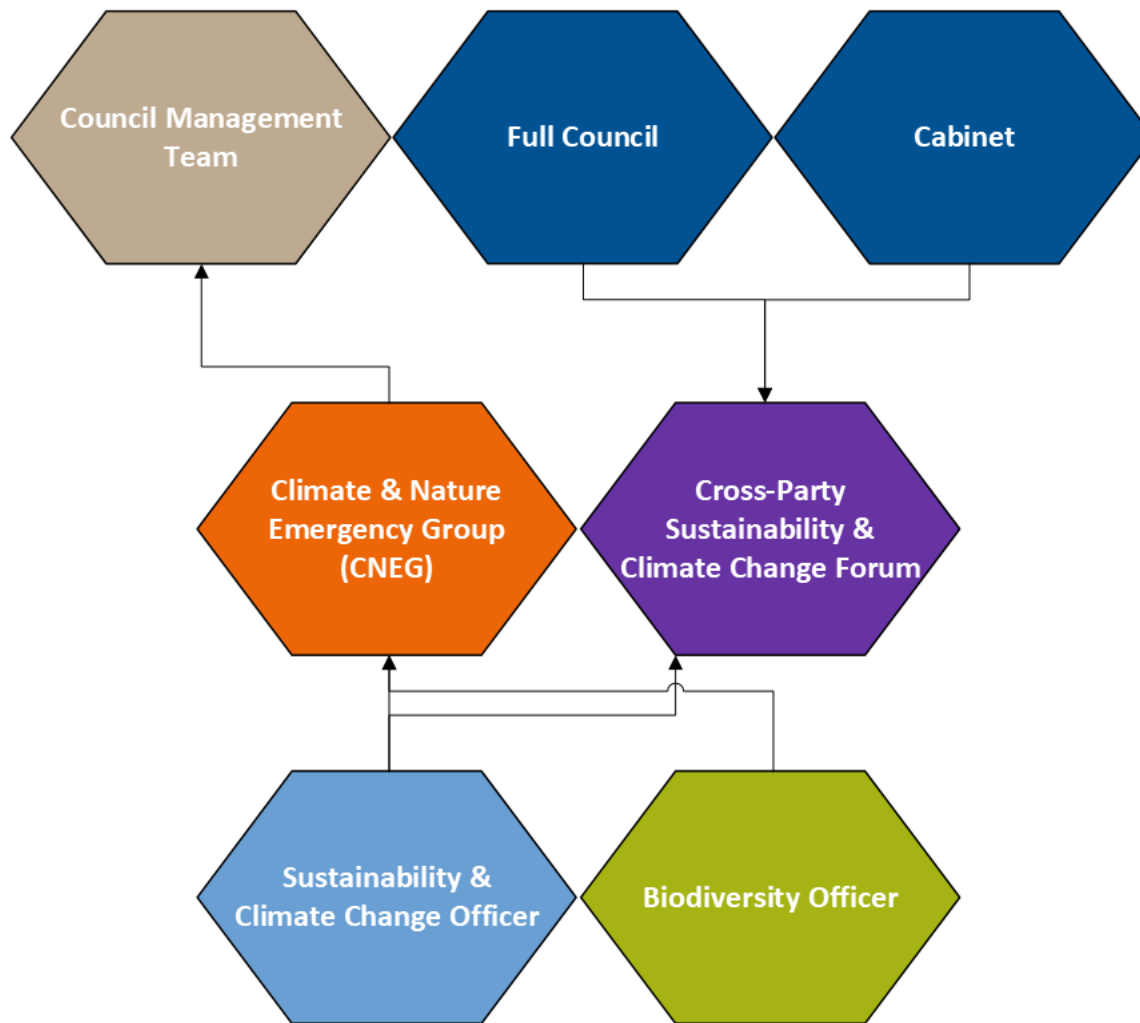 Council Management
Team
Full Council
Cabinet
Climate & Nature
Emergency Group
(CNEG)
Cross-Party
Sustainability &
Climate Change Forum
Sustainability &
Climate Change Officer
Biodiversity Officer